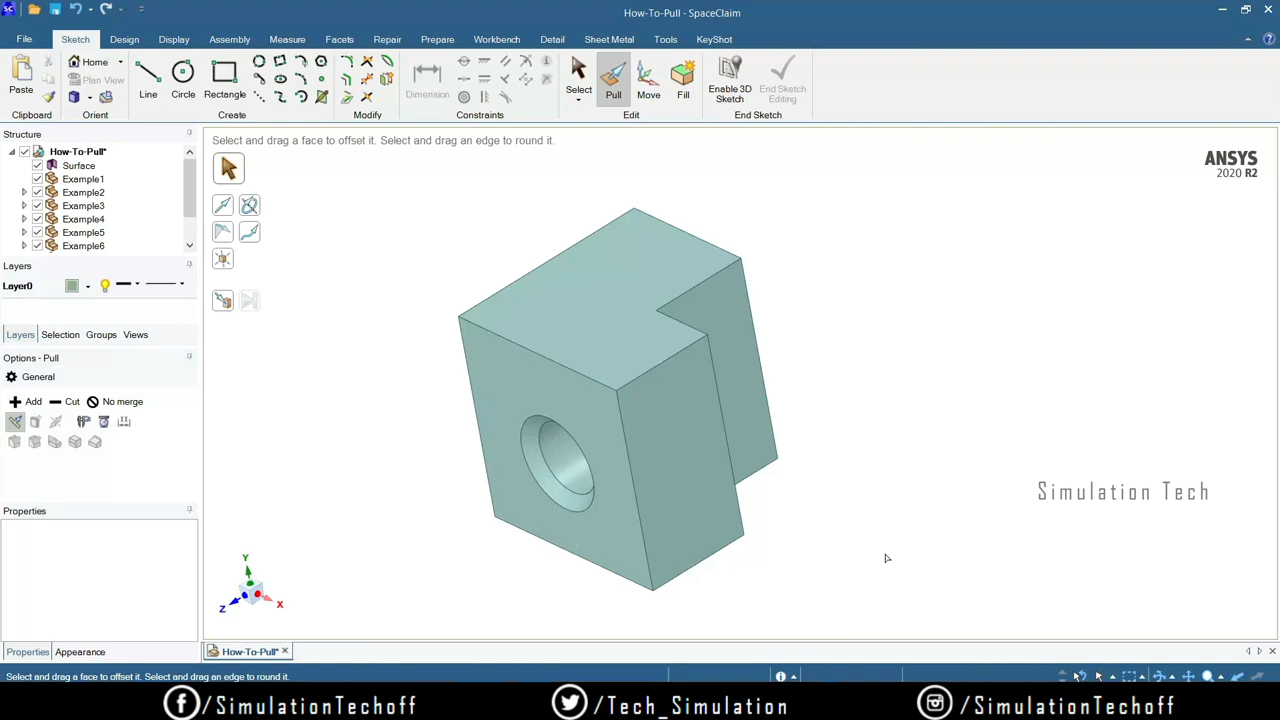 How-To-Pull - SpaceClaim
File Sketch Design Display Assembly Measure Facets Repair Prepare Workbench Detail Sheet Metal Tools KeyShot
Paste
Home
Plan View
Line Circle Rectangle
Dimension
Select Pull Move Fill
Enable 3D Sketch
End Sketch Editing
Clipboard Orient Create Modify Constraints Edit End Sketch
Structure
How-To-Pull*
Surface
Example1
Example2
Example3
Example4
Example5
Example6
Layers
Layer0
Layers Selection Groups Views
Options - Pull
General
Add Cut No merge
Properties
Properties Appearance
Select and drag a face to offset it. Select and drag an edge to round it.
ANSYS
2020 R2
Simulation Tech
Y
Z
X
How-To-Pull*
Select and drag a face to offset it. Select and drag an edge to round it.
/SimulationTechoff /Tech_Simulation /SimulationTechoff